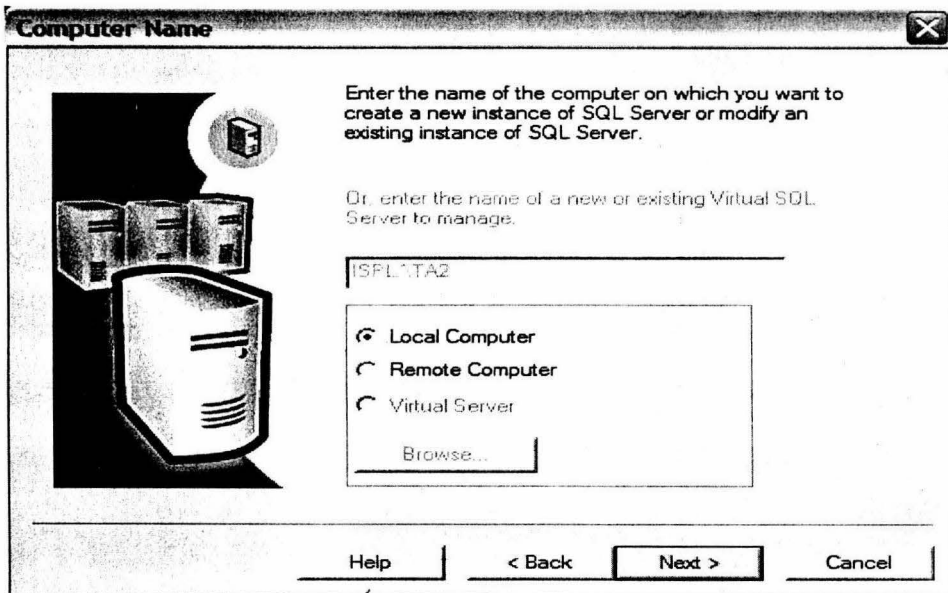 Computer Name
Enter the name of the computer on which you want to
create a new instance of SQL Server or modify an
existing instance of SQL Server.
Or, enter the name of a new or existing Virtual SQL
Server to manage.
Local Computer
Remote Computer
Virtual Server
Browse...
Help
< Back
Next >
Cancel